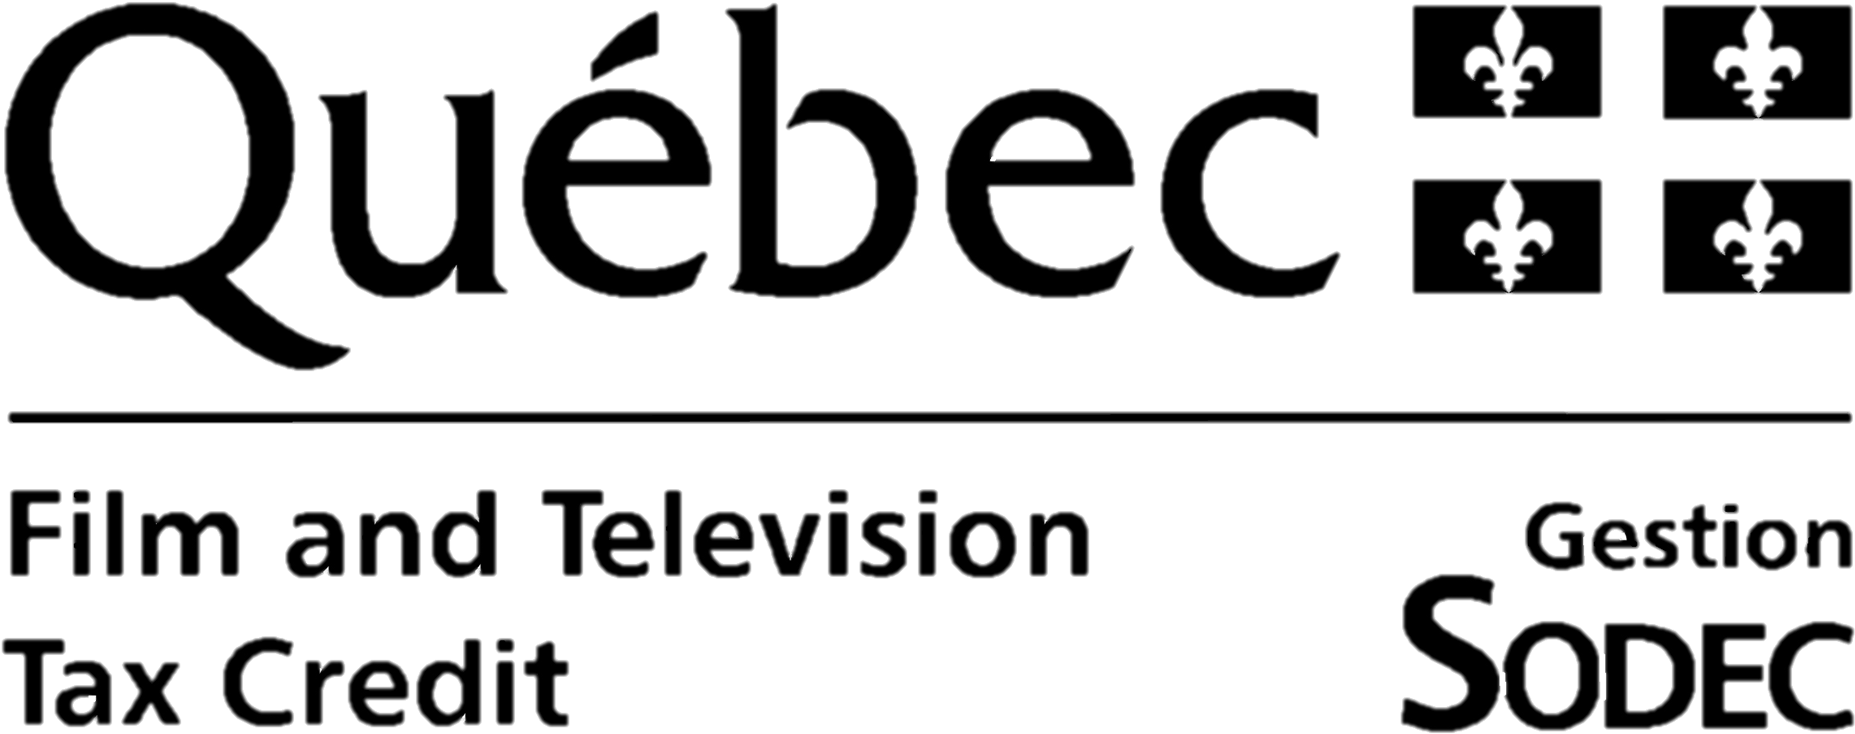 Québec
Film and Television
Tax Credit
Gestion
SODEC